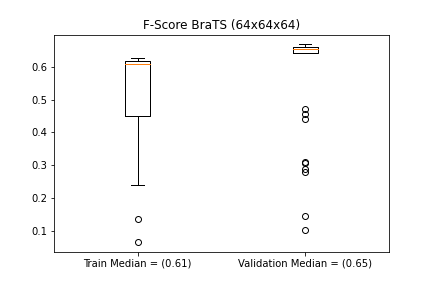 F-Score BraTS (64x64x64)
0.6
0.5
0.4
0.3
0.2
0.1
Train Median = (0.61)
Validation Median = (0.65)